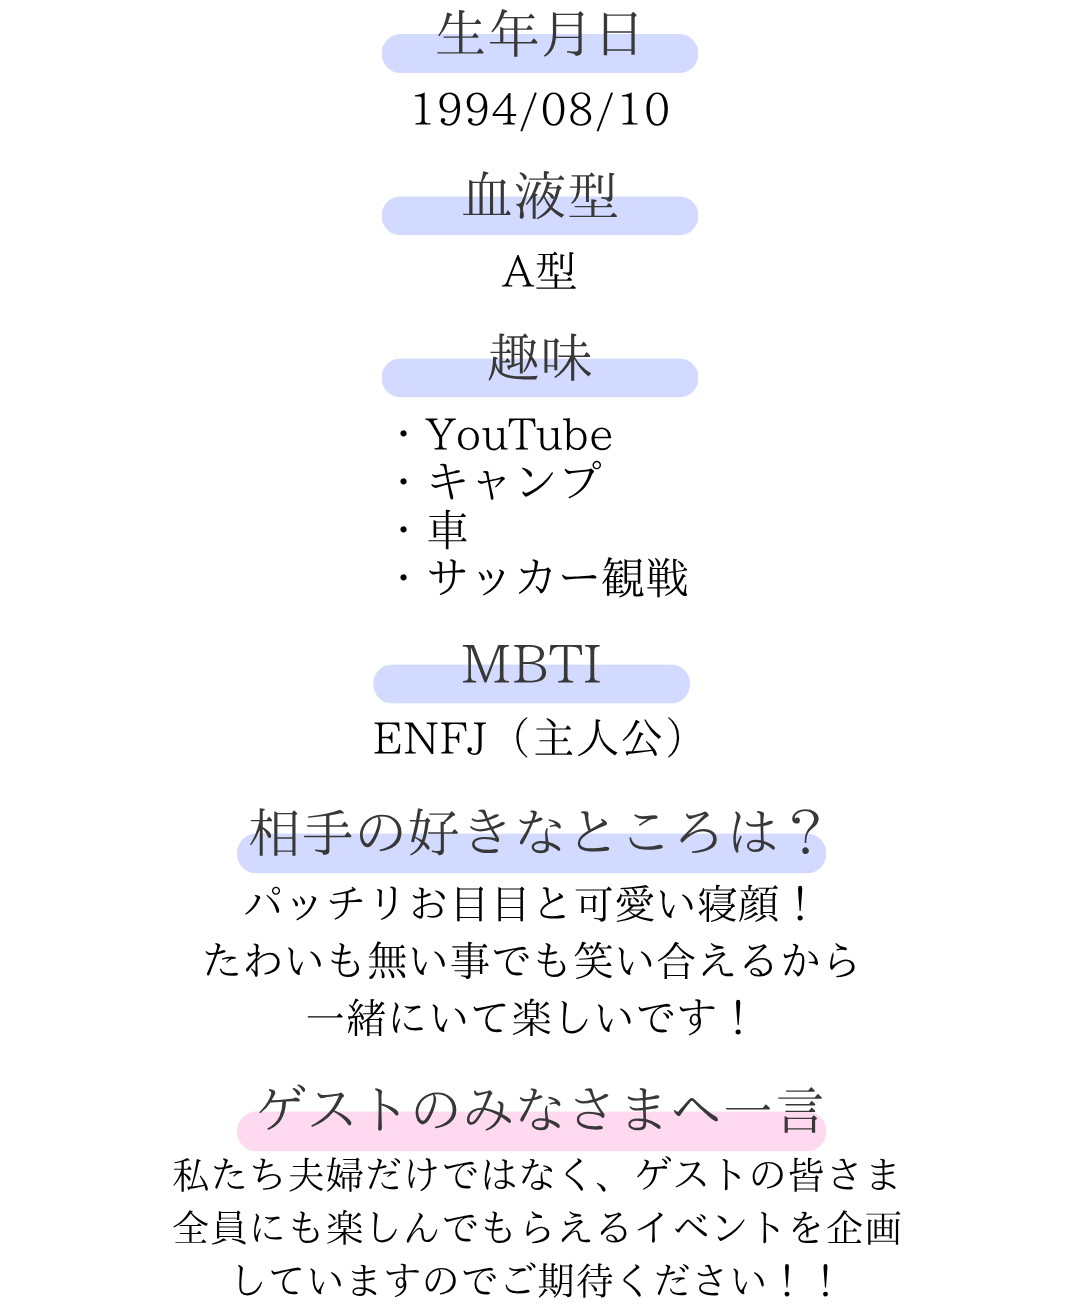 生年月日
1994/08/10
血液型
A型
趣味
・YouTube
・キャンプ
・車
・サッカー観戦
MBTI
ENFJ（主人公）
相手の好きなところは？
パッチリお目目と可愛い寝顔！
たわいも無い事でも笑い合えるから
一緒にいて楽しいです！
ゲストのみなさまへ一言
私たち夫婦だけではなく、ゲストの皆さま
全員にも楽しんでもらえるイベントを企画
していますのでご期待ください！！